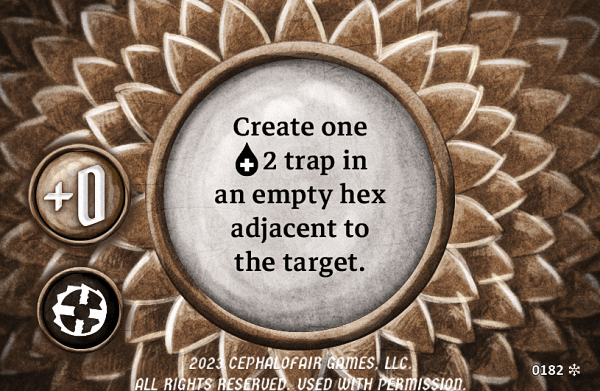 Create one
2 trap in
an empty hex
adjacent to
the target.
+0
2023 CEPHALOFAIR GAMES, LLC.
ALL RIGHTS RESERVED. USED WITH PERMISSION.
0182